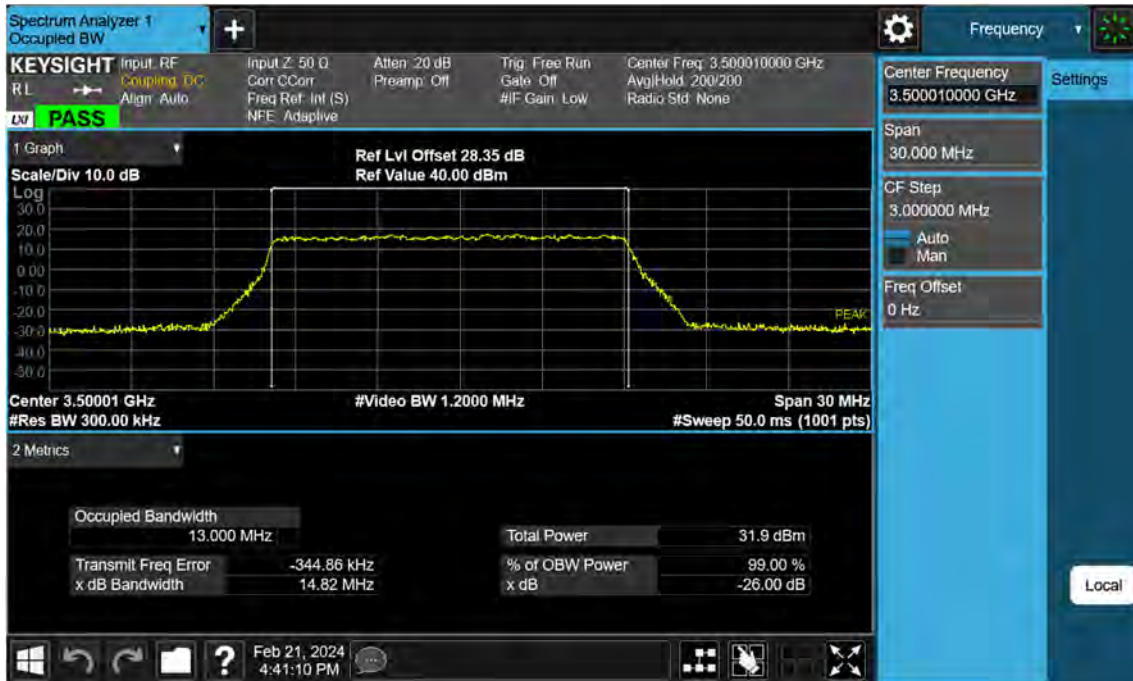 Spectrum Analyzer 1
Occupied BW
+
Frequency
KEYSIGHT
RL
LXI
PASS
Input: RF
Coupling: DC
Align: Auto
Input Z: 50 Ω
Corr CCorr
Freq Ref: Int (S)
NFE: Adaptive
Atten: 20 dB
Preamp: Off
Trig: Free Run
Gate: Off
#IF Gain: Low
Center Freq: 3.500010000 GHz
Avg|Hold: 200/200
Radio Std: None
Center Frequency
3.500010000 GHz
Settings
Span
30.000 MHz
CF Step
3.000000 MHz
Auto
Man
Freq Offset
0 Hz
1 Graph
Scale/Div 10.0 dB
Ref Lvl Offset 28.35 dB
Ref Value 40.00 dBm
Log
30.0
20.0
10.0
0.00
-10.0
-20.0
-30.0
-40.0
-50.0
PEAK
Center 3.50001 GHz
#Video BW 1.2000 MHz
Span 30 MHz
#Res BW 300.00 kHz
#Sweep 50.0 ms (1001 pts)
2 Metrics
Occupied Bandwidth
13.000 MHz
Total Power 31.9 dBm
Transmit Freq Error -344.86 kHz
% of OBW Power 99.00 %
x dB Bandwidth 14.82 MHz
x dB -26.00 dB
Local
?
Feb 21, 2024
4:41:10 PM